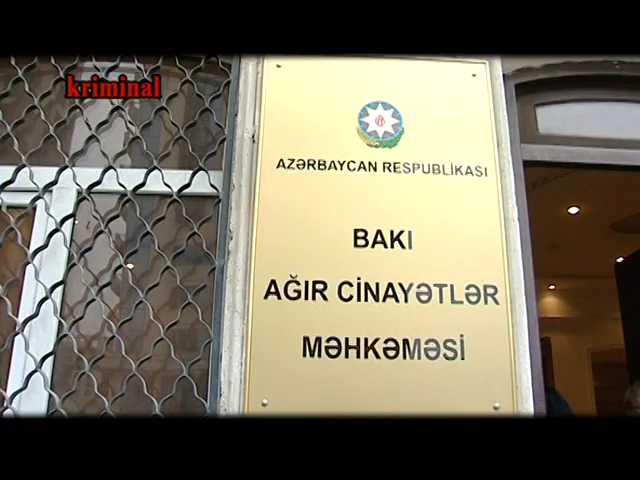 kriminal
AZƏRBAYCAN RESPUBLİKASI
BAKI
AĞIR CİNAYƏTLƏR
MƏHKƏMƏSİ